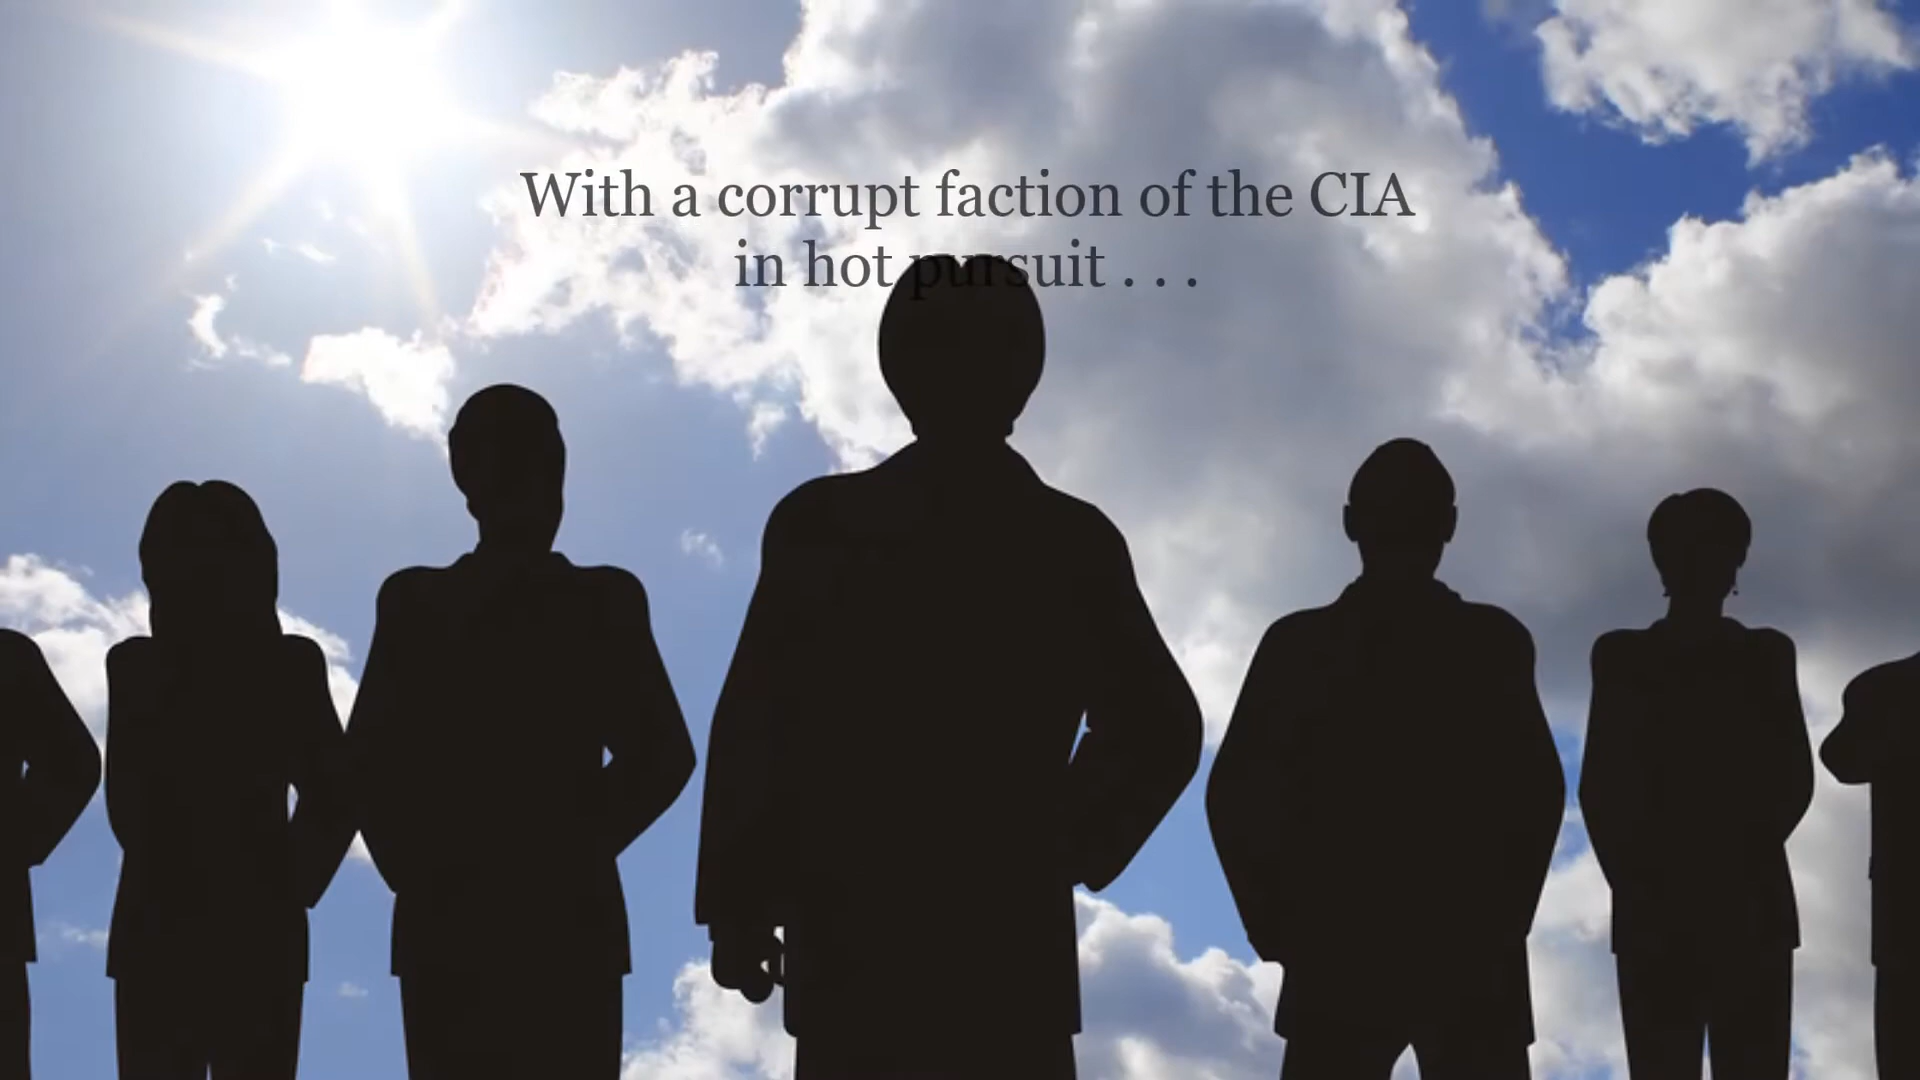 With a corrupt faction of the CIA
in hot pursuit . . .